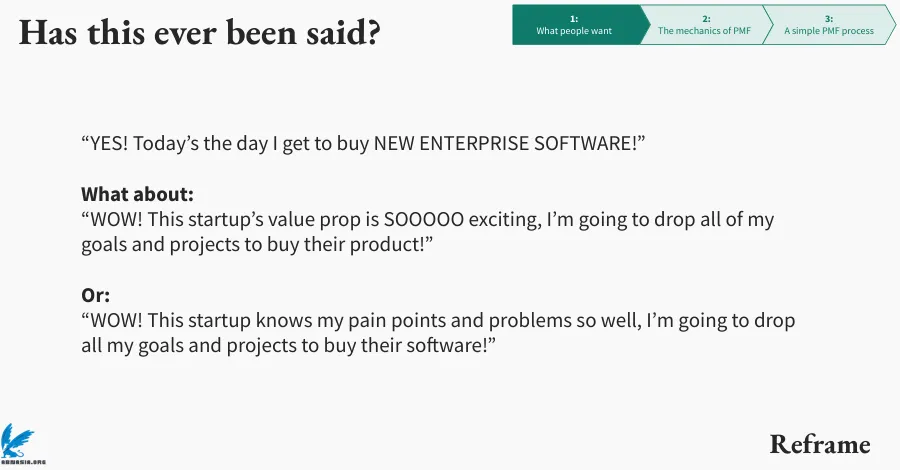 Has this ever been said?
1:
What people want
2:
The mechanics of PMF
3:
A simple PMF process
“YES! Today’s the day I get to buy NEW ENTERPRISE SOFTWARE!”
What about:
“WOW! This startup’s value prop is SOOOOO exciting, I’m going to drop all of my
goals and projects to buy their product!”
Or:
“WOW! This startup knows my pain points and problems so well, I’m going to drop
all my goals and projects to buy their software!”
Reframe